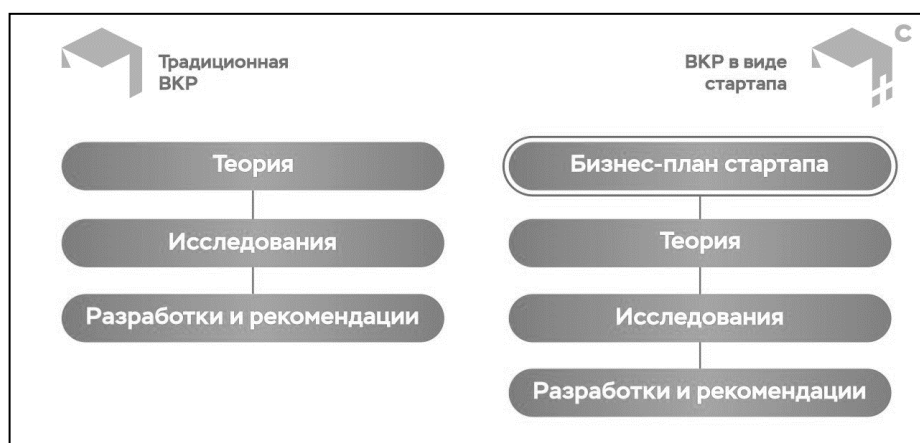 Традиционная
ВКР
Теория
Исследования
Разработки и рекомендации
ВКР в виде
стартапа
С
Бизнес-план стартапа
Теория
Исследования
Разработки и рекомендации